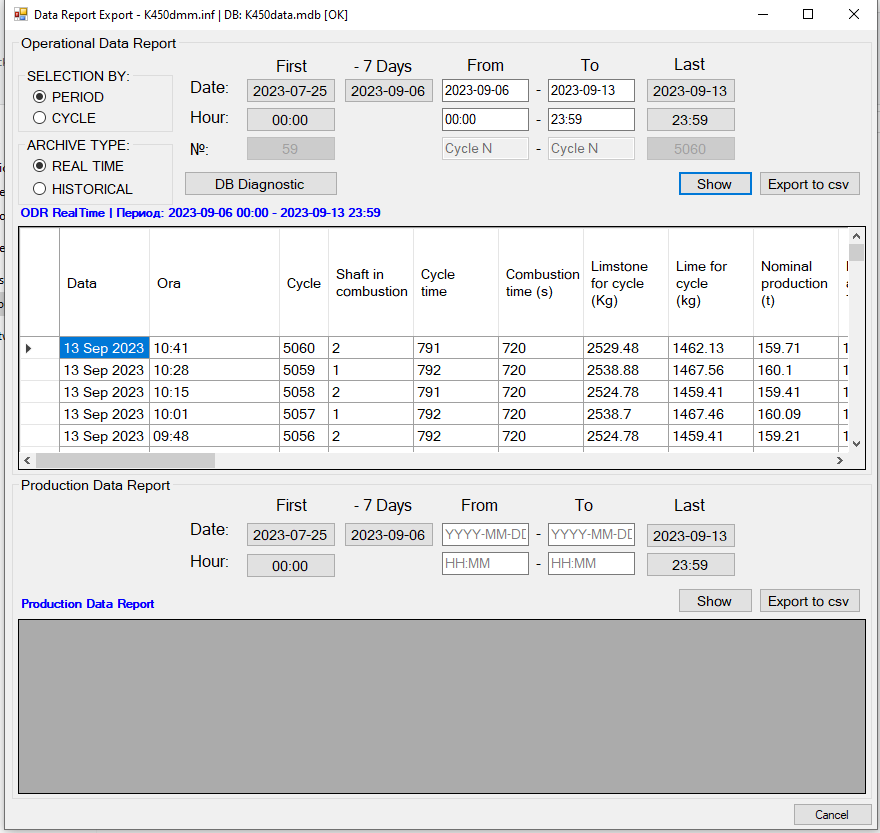 Data Report Export - K450dmm.inf | DB: K450data.mdb [OK]
Operational Data Report
SELECTION BY:
PERIOD
CYCLE
ARCHIVE TYPE:
REAL TIME
HISTORICAL
First - 7 Days From To Last
Date: 2023-07-25 2023-09-06 2023-09-06 - 2023-09-13 2023-09-13
Hour: 00:00 00:00 - 23:59 23:59
№: 59 Cycle N - Cycle N 5060
DB Diagnostic Show Export to csv
ODR RealTime | Период: 2023-09-06 00:00 - 2023-09-13 23:59
Data Ora Cycle Shaft in combustion Cycle time Combustion time (s) Limstone for cycle (Kg) Lime for cycle (kg) Nominal production (t)
13 Sep 2023 10:41 5060 2 791 720 2529.48 1462.13 159.71 1
13 Sep 2023 10:28 5059 1 792 720 2538.88 1467.56 160.1 1
13 Sep 2023 10:15 5058 2 791 720 2524.78 1459.41 159.41 1
13 Sep 2023 10:01 5057 1 792 720 2538.7 1467.46 160.09 1
13 Sep 2023 09:48 5056 2 792 720 2524.78 1459.41 159.21 1
Production Data Report
First - 7 Days From To Last
Date: 2023-07-25 2023-09-06 YYYY-MM-DD - YYYY-MM-DD 2023-09-13
Hour: 00:00 HH:MM - HH:MM 23:59
Show Export to csv
Production Data Report
Cancel